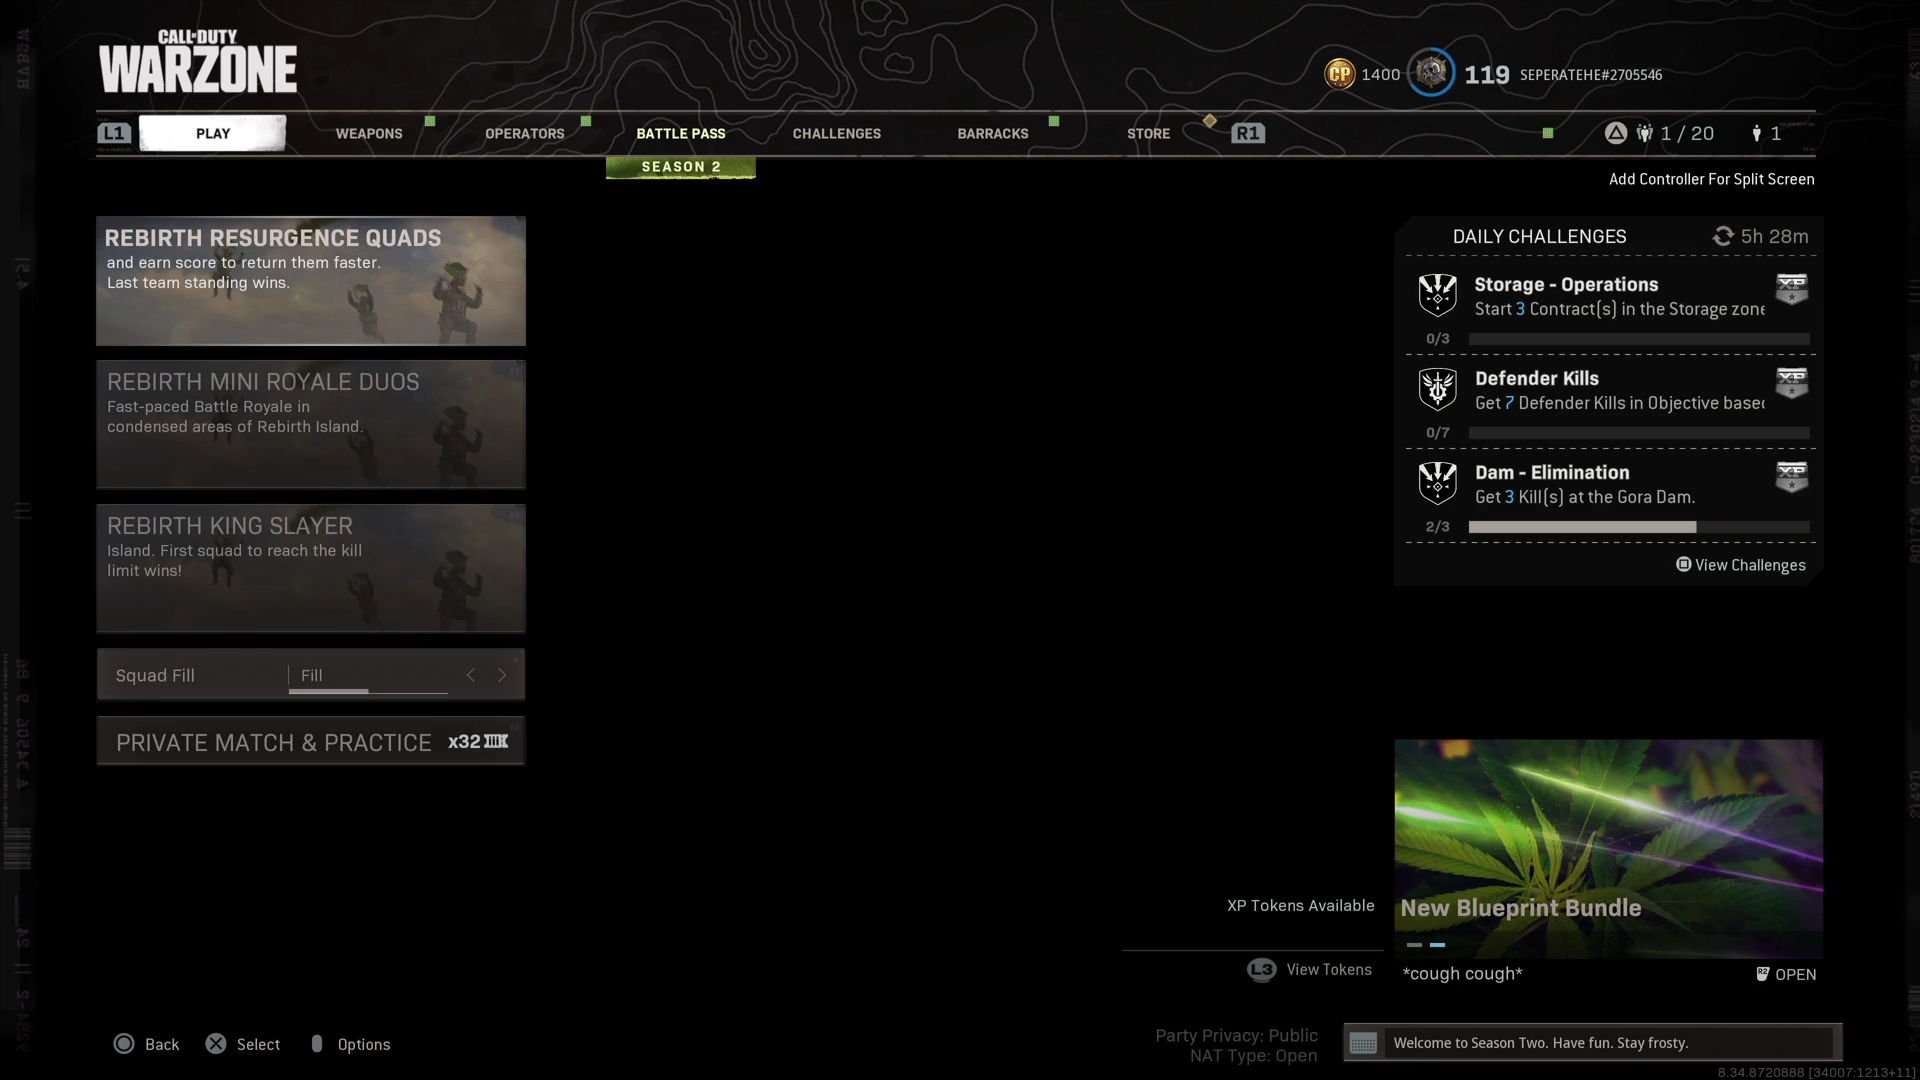 CALL OF DUTY
WARZONE
CP 1400 119 SEPERATEHE#2705546
L1 PLAY WEAPONS OPERATORS BATTLE PASS CHALLENGES BARRACKS STORE R1 1 / 20 1
SEASON 2
Add Controller For Split Screen
REBIRTH RESURGENCE QUADS
and earn score to return them faster.
Last team standing wins.
REBIRTH MINI ROYALE DUOS
Fast-paced Battle Royale in
condensed areas of Rebirth Island.
REBIRTH KING SLAYER
Island. First squad to reach the kill
limit wins!
Squad Fill Fill
PRIVATE MATCH & PRACTICE x32
DAILY CHALLENGES 5h 28m
Storage - Operations XP
Start 3 Contract(s) in the Storage zone
0/3
Defender Kills XP
Get 7 Defender Kills in Objective based
0/7
Dam - Elimination XP
Get 3 Kill(s) at the Gora Dam.
2/3
View Challenges
XP Tokens Available
L3 View Tokens
New Blueprint Bundle
*cough cough* R2 OPEN
Back Select Options
Party Privacy: Public
NAT Type: Open
Welcome to Season Two. Have fun. Stay frosty.
8.34.8720888 [34007:1213+11]